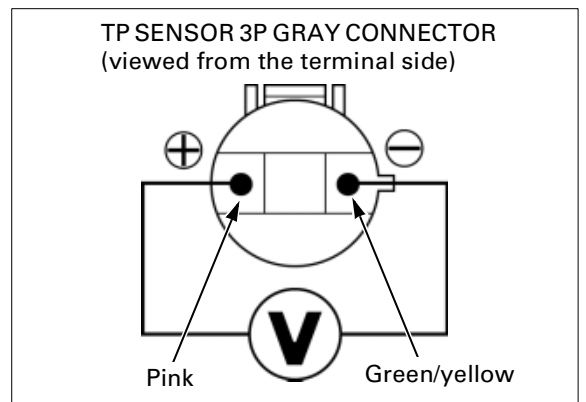 TP SENSOR 3P GRAY CONNECTOR
(viewed from the terminal side)
+
−
V
Pink
Green/yellow